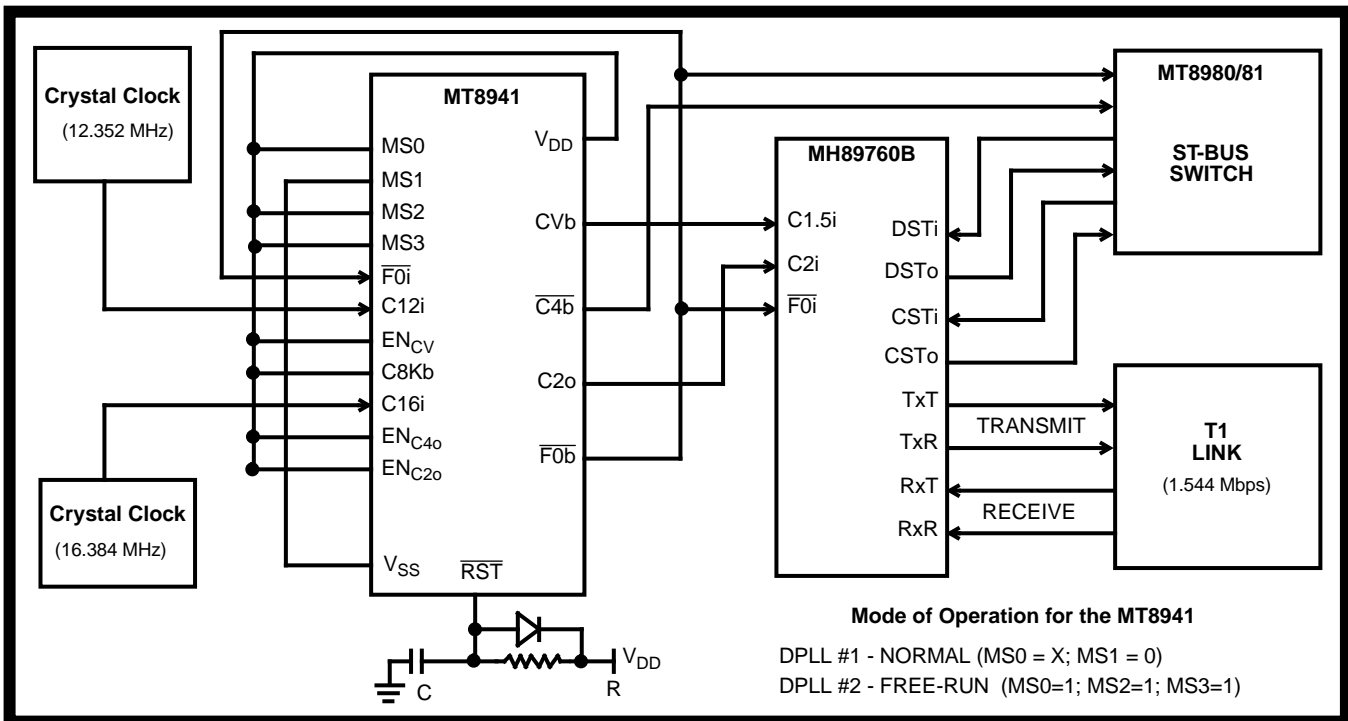 Crystal Clock
(12.352 MHz)
Crystal Clock
(16.384 MHz)
MT8941
MS0
MS1
MS2
MS3
F0i
C12i
ENCV
C8Kb
C16i
ENC4o
ENC2o
VSS
RST
VDD
CVb
C4b
C2o
F0b
C
R
VDD
MH89760B
C1.5i
C2i
F0i
DSTi
DSTo
CSTi
CSTo
TxT
TxR
RxT
RxR
TRANSMIT
RECEIVE
MT8980/81
ST-BUS
SWITCH
T1
LINK
(1.544 Mbps)
Mode of Operation for the MT8941
DPLL #1 - NORMAL (MS0 = X; MS1 = 0)
DPLL #2 - FREE-RUN (MS0=1; MS2=1; MS3=1)